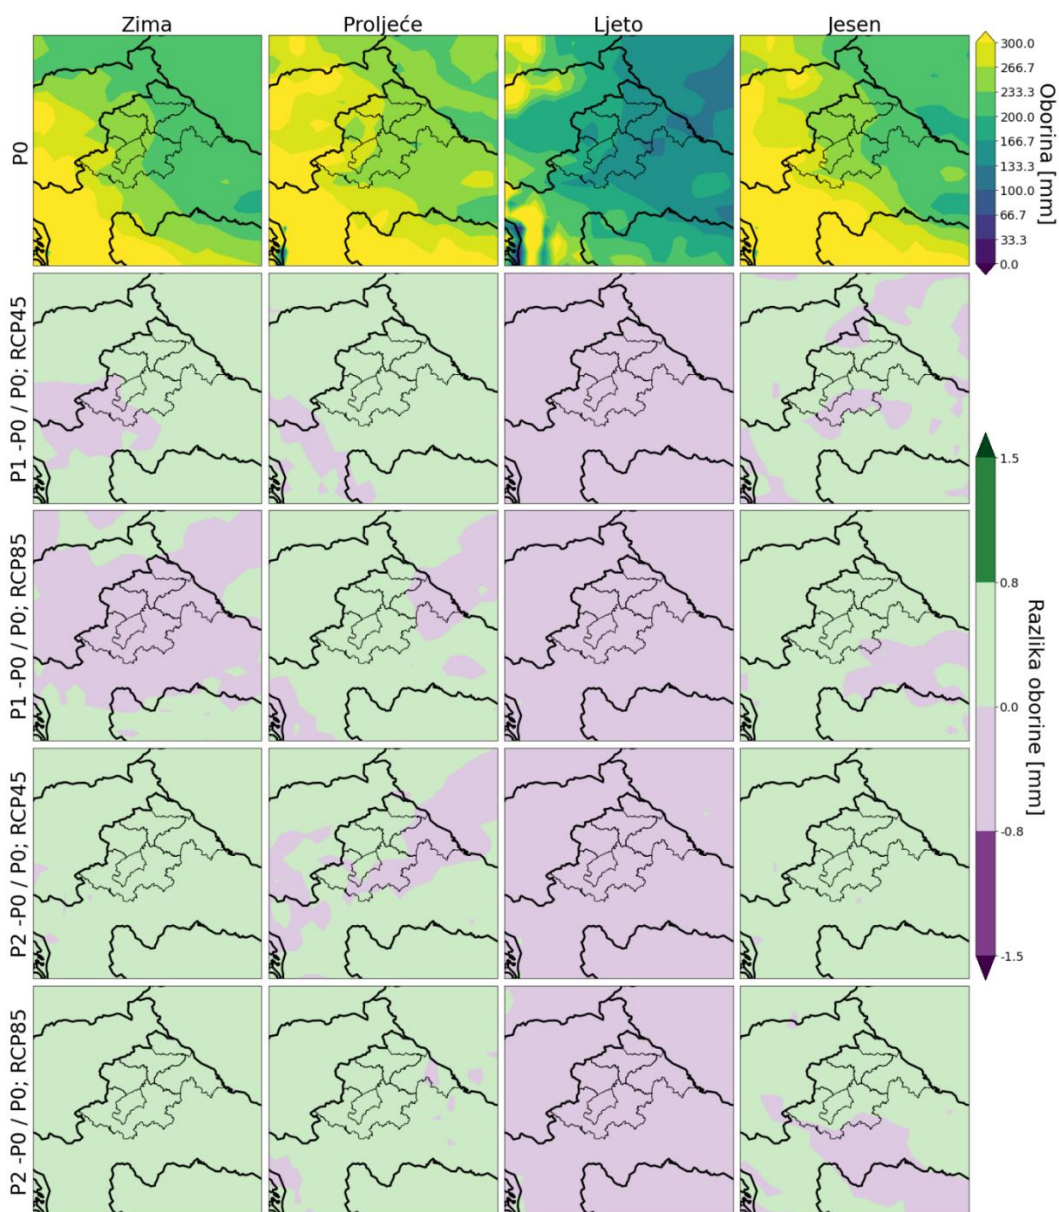 Zima Proljeće Ljeto Jesen
P0
300.0
266.7
233.3
200.0
166.7
133.3
100.0
66.7
33.3
0.0
Oborina [mm]
P1 -P0 / P0; RCP45
P1 -P0 / P0; RCP85
P2 -P0 / P0; RCP45
P2 -P0 / P0; RCP85
1.5
0.8
0.0
-0.8
-1.5
Razlika oborine [mm]